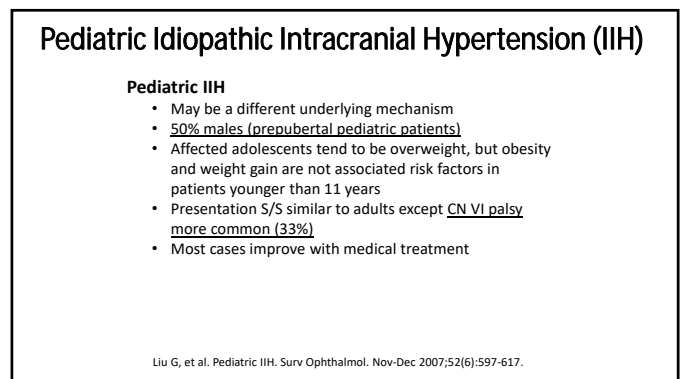 Pediatric Idiopathic Intracranial Hypertension (IIH)
Pediatric IIH
• May be a different underlying mechanism
• 50% males (prepubertal pediatric patients)
• Affected adolescents tend to be overweight, but obesity
and weight gain are not associated risk factors in
patients younger than 11 years
• Presentation S/S similar to adults except CN VI palsy
more common (33%)
• Most cases improve with medical treatment
Liu G, et al. Pediatric IIH. Surv Ophthalmol. Nov-Dec 2007;52(6):597-617.